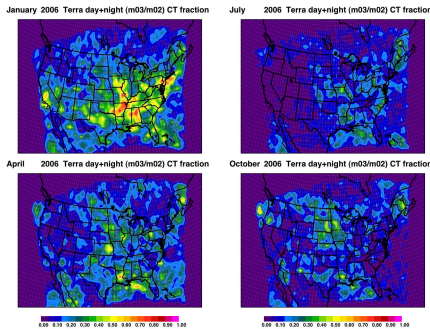 January 2006 Terra day+night (m03/m02) CT fraction
July 2006 Terra day+night (m03/m02) CT fraction
April 2006 Terra day+night (m03/m02) CT fraction
October 2006 Terra day+night (m03/m02) CT fraction
0.00 0.10 0.20 0.30 0.40 0.50 0.60 0.70 0.80 0.90 1.00
0.00 0.10 0.20 0.30 0.40 0.50 0.60 0.70 0.80 0.90 1.00